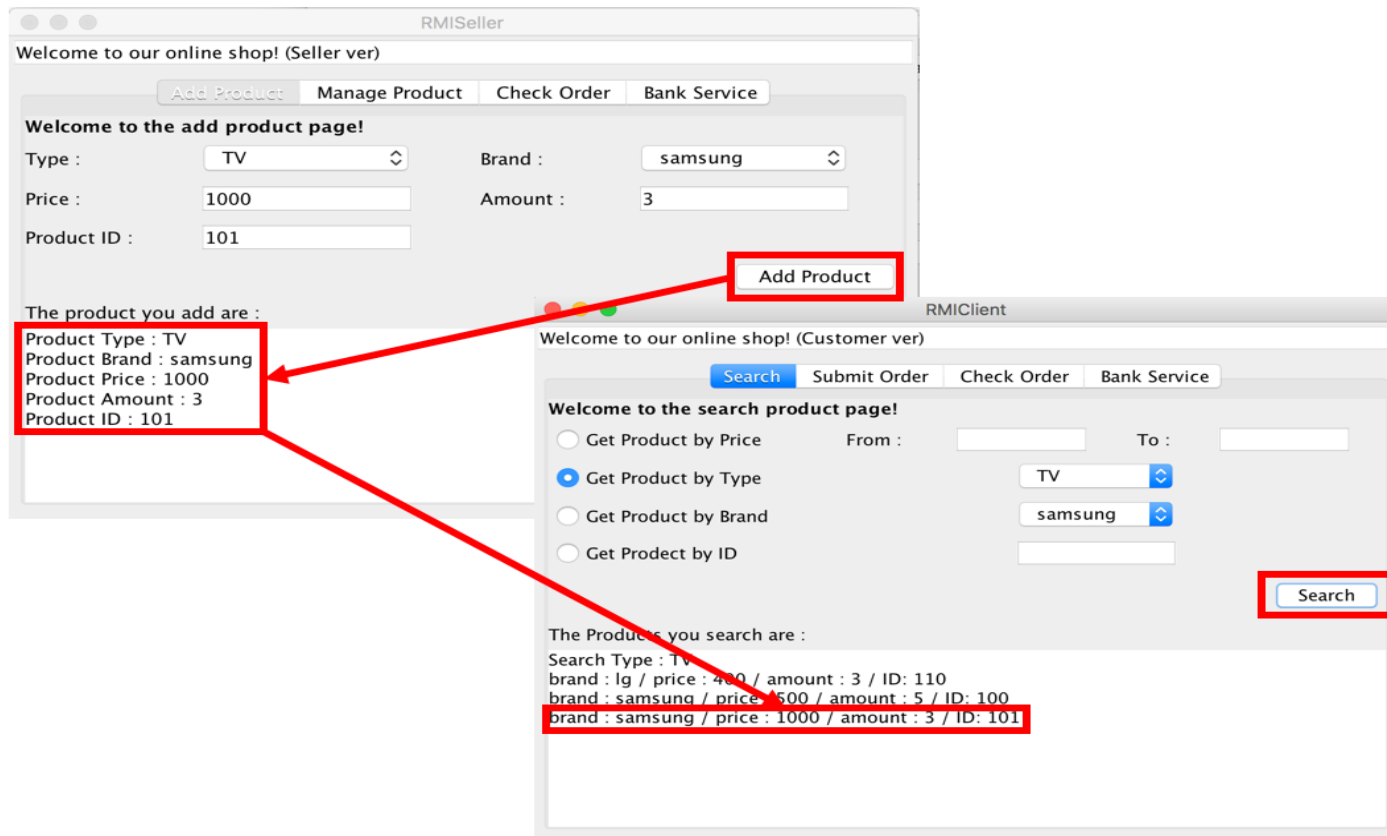 RMISeller
Welcome to our online shop! (Seller ver)
Add Product Manage Product Check Order Bank Service
Welcome to the add product page!
Type : TV Brand : samsung
Price : 1000 Amount : 3
Product ID : 101
Add Product
The product you add are :
Product Type : TV
Product Brand : samsung
Product Price : 1000
Product Amount : 3
Product ID : 101
RMIClient
Welcome to our online shop! (Customer ver)
Search Submit Order Check Order Bank Service
Welcome to the search product page!
Get Product by Price From : To :
Get Product by Type TV
Get Product by Brand samsung
Get Prodect by ID
Search
The Products you search are :
Search Type : TV
brand : lg / price : 400 / amount : 3 / ID: 110
brand : samsung / price : 500 / amount : 5 / ID: 100
brand : samsung / price : 1000 / amount : 3 / ID: 101